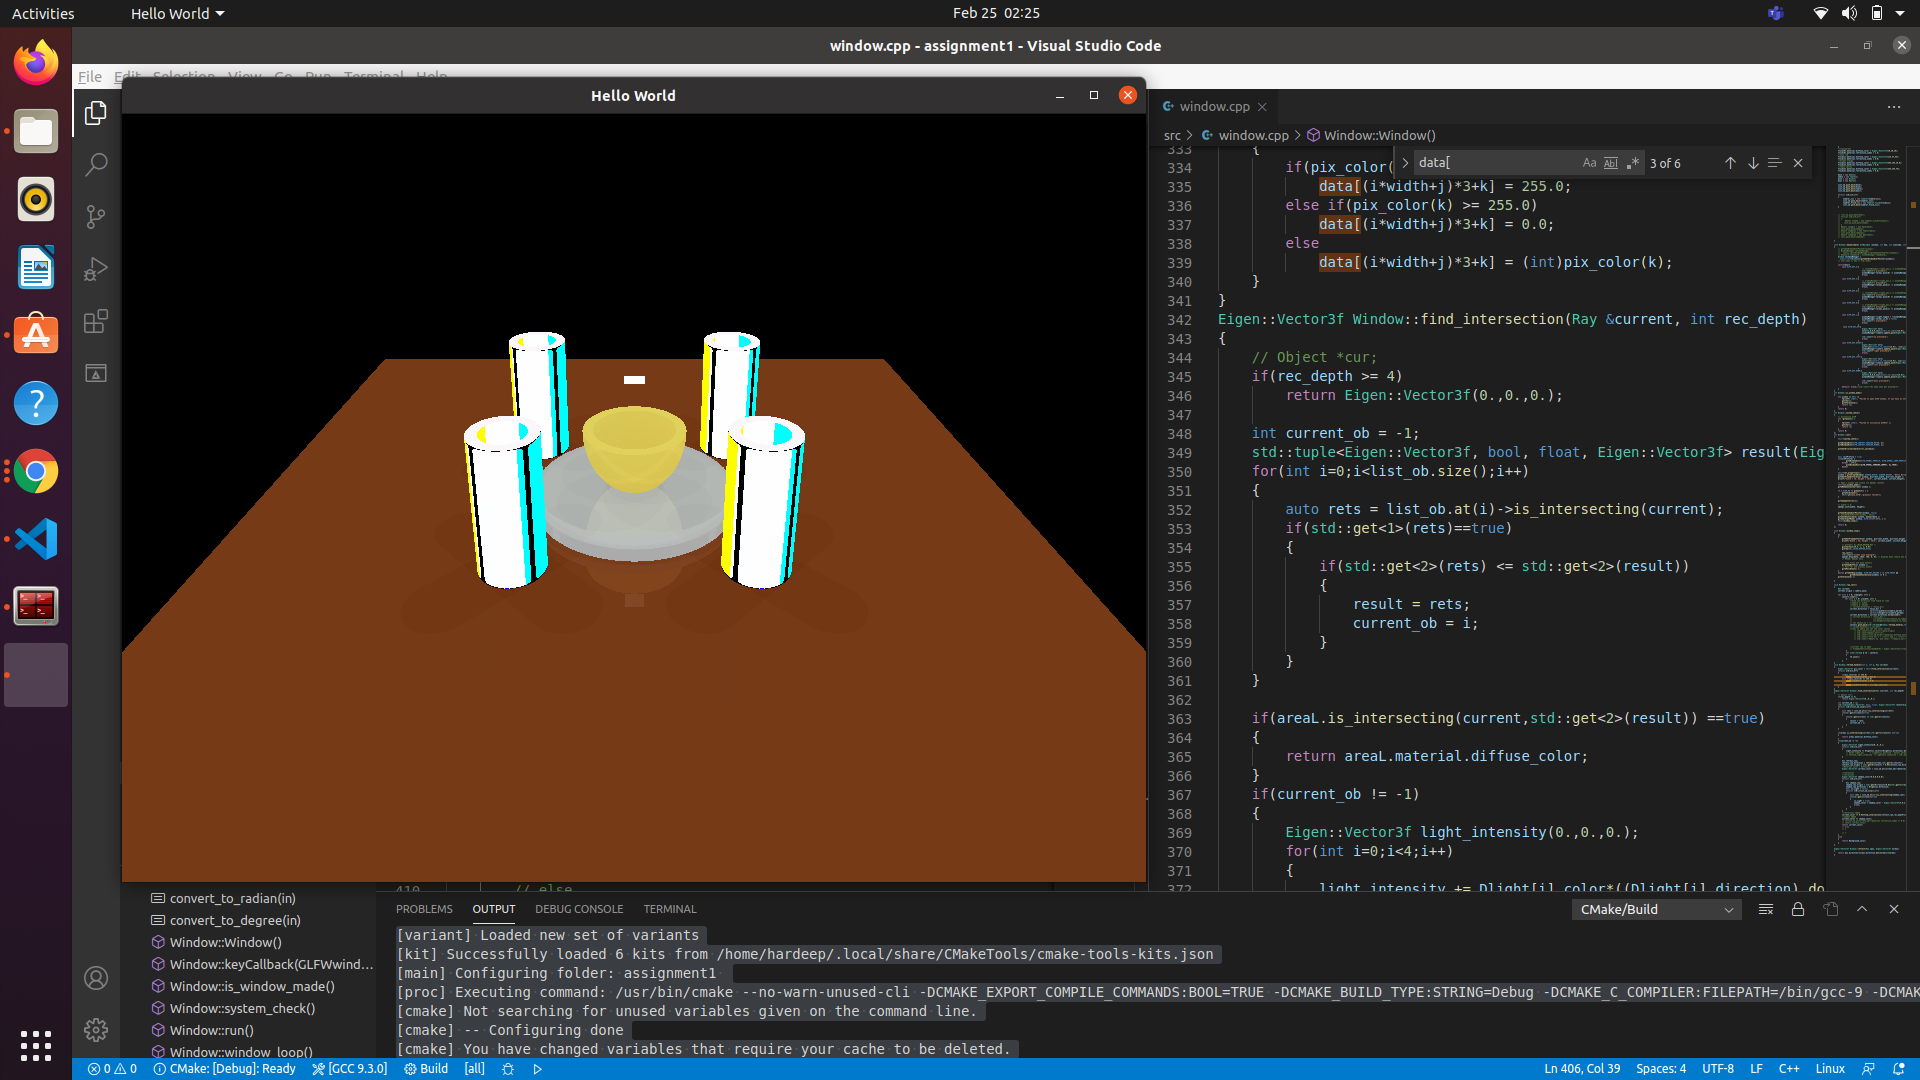 Activities
Hello World
Feb 25 02:25
window.cpp - assignment1 - Visual Studio Code
File Edit Selection View Go Run Terminal Help
Hello World
window.cpp
src > window.cpp > Window::Window()
data[
Aa
Abl
3 of 6
333 {
334 if(pix_color(
335 data[(i*width+j)*3+k] = 255.0;
336 else if(pix_color(k) >= 255.0)
337 data[(i*width+j)*3+k] = 0.0;
338 else
339 data[(i*width+j)*3+k] = (int)pix_color(k);
340 }
341 }
342 Eigen::Vector3f Window::find_intersection(Ray &current, int rec_depth)
343 {
344 // Object *cur;
345 if(rec_depth >= 4)
346 return Eigen::Vector3f(0.,0.,0.);
347
348 int current_ob = -1;
349 std::tuple<Eigen::Vector3f, bool, float, Eigen::Vector3f> result(Eig
350 for(int i=0;i<list_ob.size();i++)
351 {
352 auto rets = list_ob.at(i)->is_intersecting(current);
353 if(std::get<1>(rets)==true)
354 {
355 if(std::get<2>(rets) <= std::get<2>(result))
356 {
357 result = rets;
358 current_ob = i;
359 }
360 }
361 }
362
363 if(areaL.is_intersecting(current,std::get<2>(result)) ==true)
364 {
365 return areaL.material.diffuse_color;
366 }
367 if(current_ob != -1)
368 {
369 Eigen::Vector3f light_intensity(0.,0.,0.);
370 for(int i=0;i<4;i++)
371 {
372 light_intensity += Dlight[i].color*((Dlight[i].direction).do
410 // else
convert_to_radian(in)
convert_to_degree(in)
Window::Window()
Window::keyCallback(GLFWwind...
Window::is_window_made()
Window::system_check()
Window::run()
Window::window_loop()
PROBLEMS OUTPUT DEBUG CONSOLE TERMINAL
CMake/Build
[variant] Loaded new set of variants
[kit] Successfully loaded 6 kits from /home/hardeep/.local/share/CMakeTools/cmake-tools-kits.json
[main] Configuring folder: assignment1
[proc] Executing command: /usr/bin/cmake --no-warn-unused-cli -DCMAKE_EXPORT_COMPILE_COMMANDS:BOOL=TRUE -DCMAKE_BUILD_TYPE:STRING=Debug -DCMAKE_C_COMPILER:FILEPATH=/bin/gcc-9 -DCMAK
[cmake] Not searching for unused variables given on the command line.
[cmake] -- Configuring done
[cmake] You have changed variables that require your cache to be deleted.
0 0 CMake: [Debug]: Ready [GCC 9.3.0] Build [all]
Ln 406, Col 39 Spaces: 4 UTF-8 LF C++ Linux